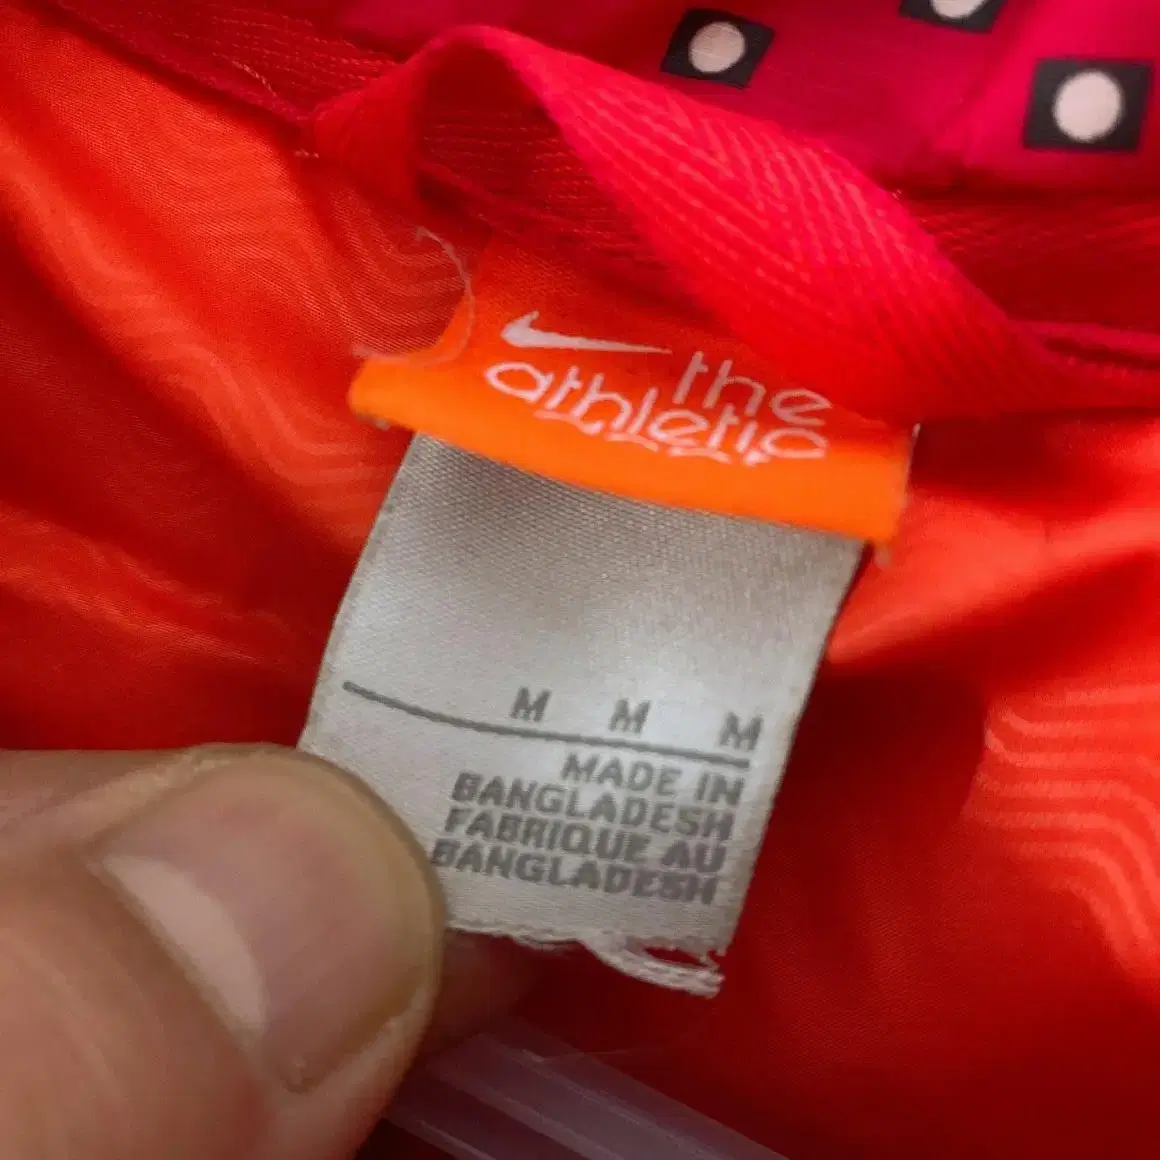 the
athletic
M M M
MADE IN
BANGLADESH
FABRIQUE AU
BANGLADESH